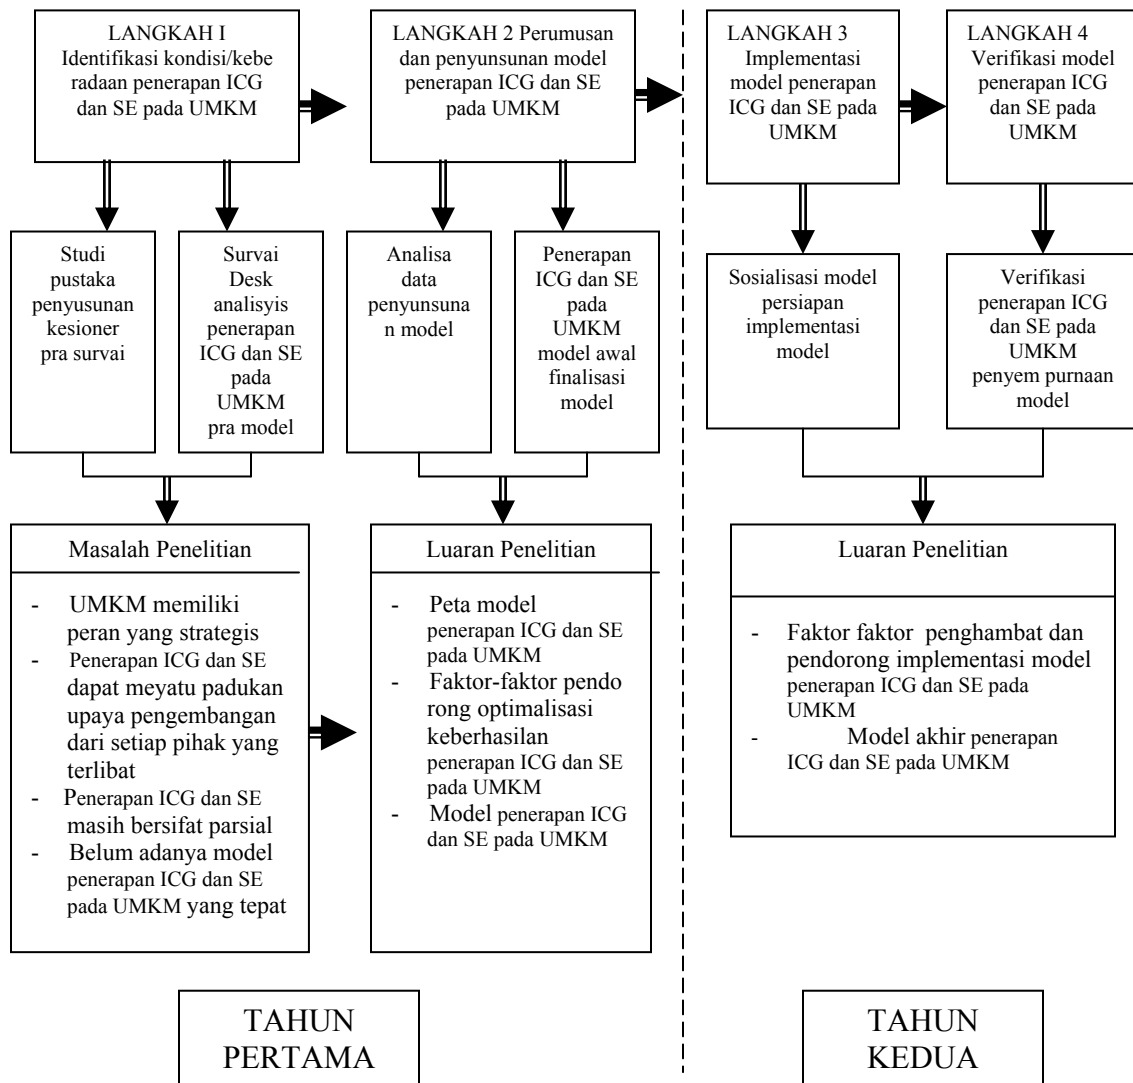 LANGKAH I
Identifikasi kondisi/kebe
radaan penerapan ICG
dan SE pada UMKM
LANGKAH 2 Perumusan
dan penyunsunan model
penerapan ICG dan SE
pada UMKM
LANGKAH 3
Implementasi
model penerapan
ICG dan SE pada
UMKM
LANGKAH 4
Verifikasi model
penerapan ICG
dan SE pada
UMKM
Studi
pustaka
penyusunan
kesioner
pra survai
Survai
Desk
analisyis
penerapan
ICG dan SE
pada
UMKM
pra model
Analisa
data
penyunsuna
n model
Penerapan
ICG dan SE
pada
UMKM
model awal
finalisasi
model
Sosialisasi model
persiapan
implementasi
model
Verifikasi
penerapan ICG
dan SE pada
UMKM
penyem purnaan
model
Masalah Penelitian
- UMKM memiliki
peran yang strategis
- Penerapan ICG dan SE
dapat meyatu padukan
upaya pengembangan
dari setiap pihak yang
terlibat
- Penerapan ICG dan SE
masih bersifat parsial
- Belum adanya model
penerapan ICG dan SE
pada UMKM yang tepat
Luaran Penelitian
- Peta model
penerapan ICG dan SE
pada UMKM
- Faktor-faktor pendo
rong optimalisasi
keberhasilan
penerapan ICG dan SE
pada UMKM
- Model penerapan ICG
dan SE pada UMKM
Luaran Penelitian
- Faktor faktor penghambat dan
pendorong implementasi model
penerapan ICG dan SE pada
UMKM
- Model akhir penerapan
ICG dan SE pada UMKM
TAHUN
PERTAMA
TAHUN
KEDUA